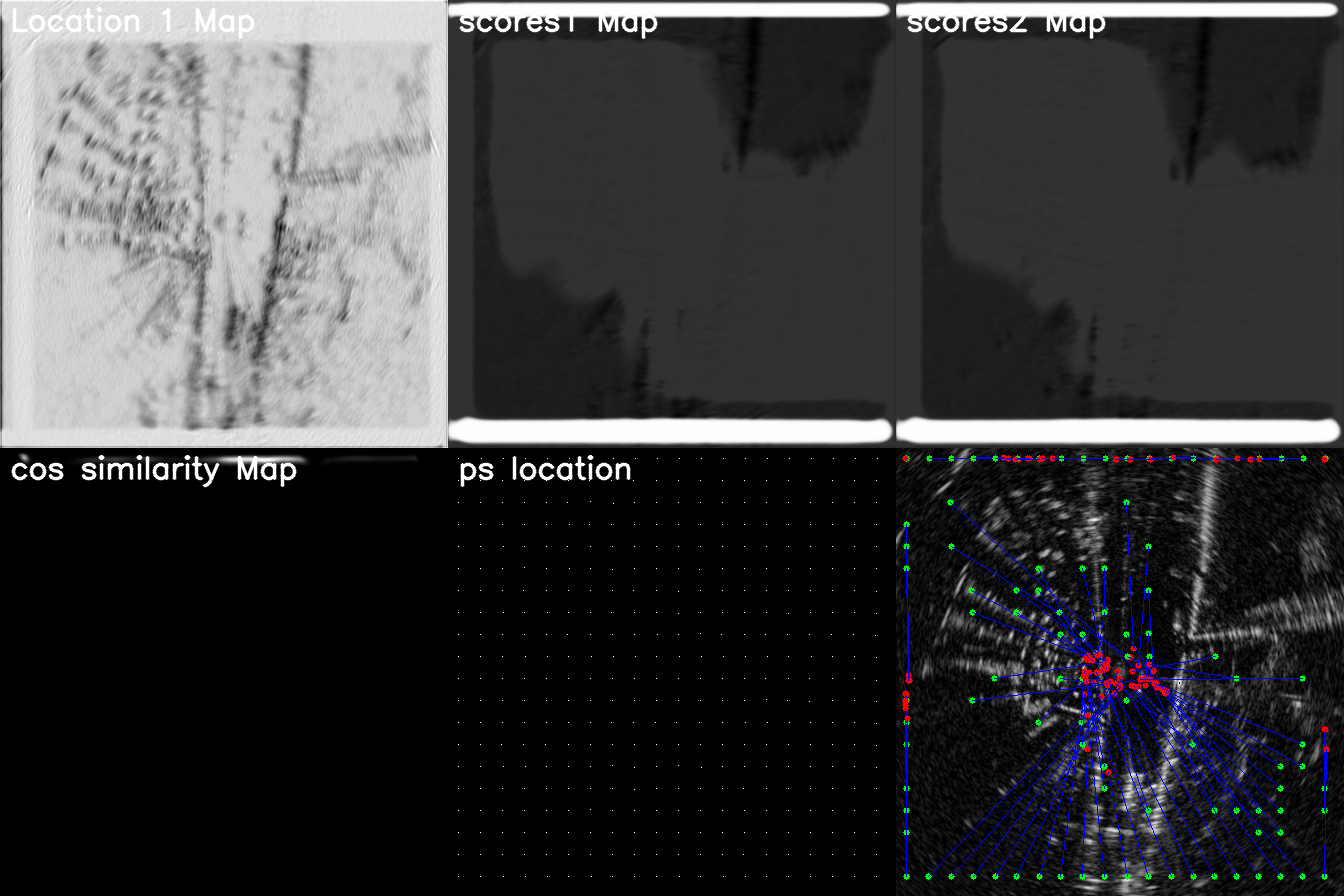 Location 1 Map
scores1 Map
scores2 Map
cos similarity Map
ps location